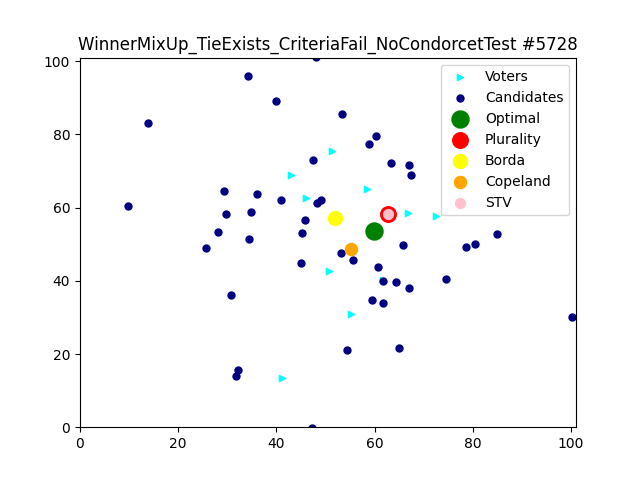 WinnerMixUp_TieExists_CriteriaFail_NoCondorcetTest #5728
100
80
60
40
20
0
0
20
40
60
80
100
Voters
Candidates
Optimal
Plurality
Borda
Copeland
STV